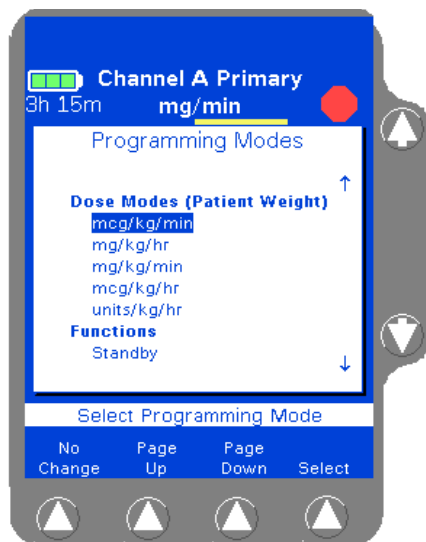 Channel A Primary
3h 15m mg/min
Programming Modes
Dose Modes (Patient Weight)
mcg/kg/min
mg/kg/hr
mg/kg/min
mcg/kg/hr
units/kg/hr
Functions
Standby
Select Programming Mode
No Change
Page Up
Page Down
Select